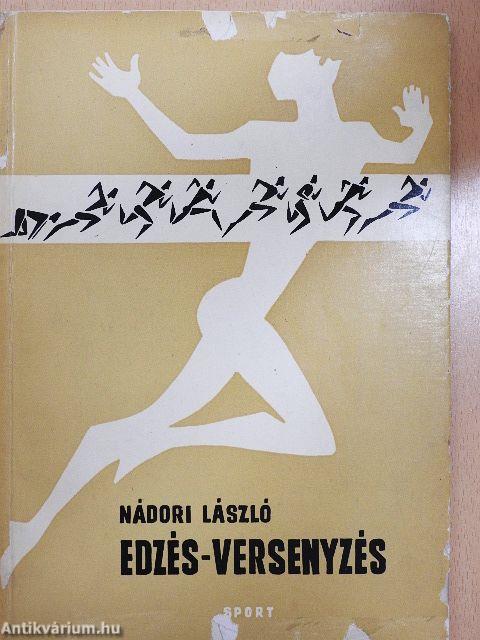 NÁDORI LÁSZLÓ
EDZÉS-VERSENYZÉS
SPORT
Antikvárium.hu